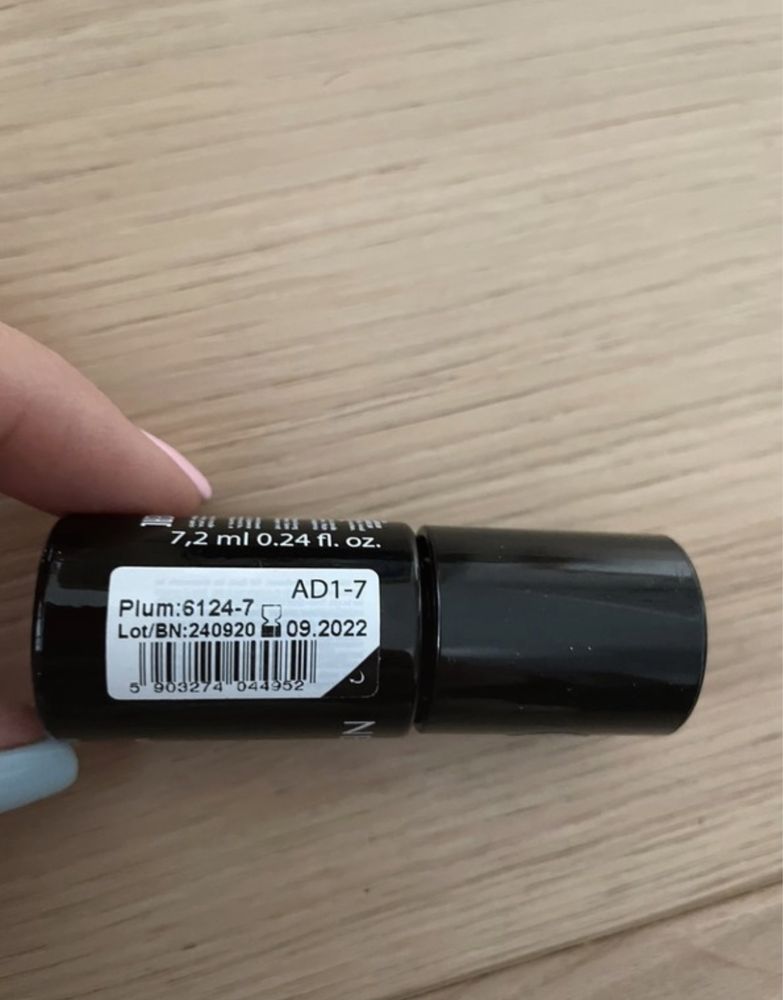 7,2 ml 0.24 fl. oz.
AD1-7
Plum:6124-7
Lot/BN:240920 09.2022
5 903274 044952